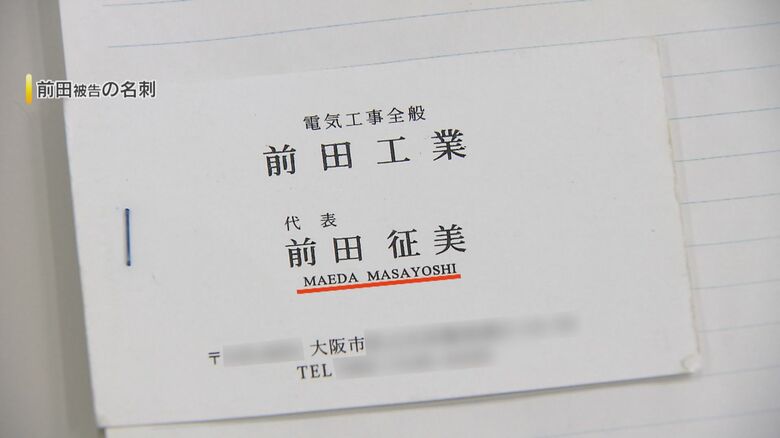 前田被告の名刺
電気工事全般
前田工業
代表
前田征美
MAEDA MASAYOSHI
〒 大阪市
TEL